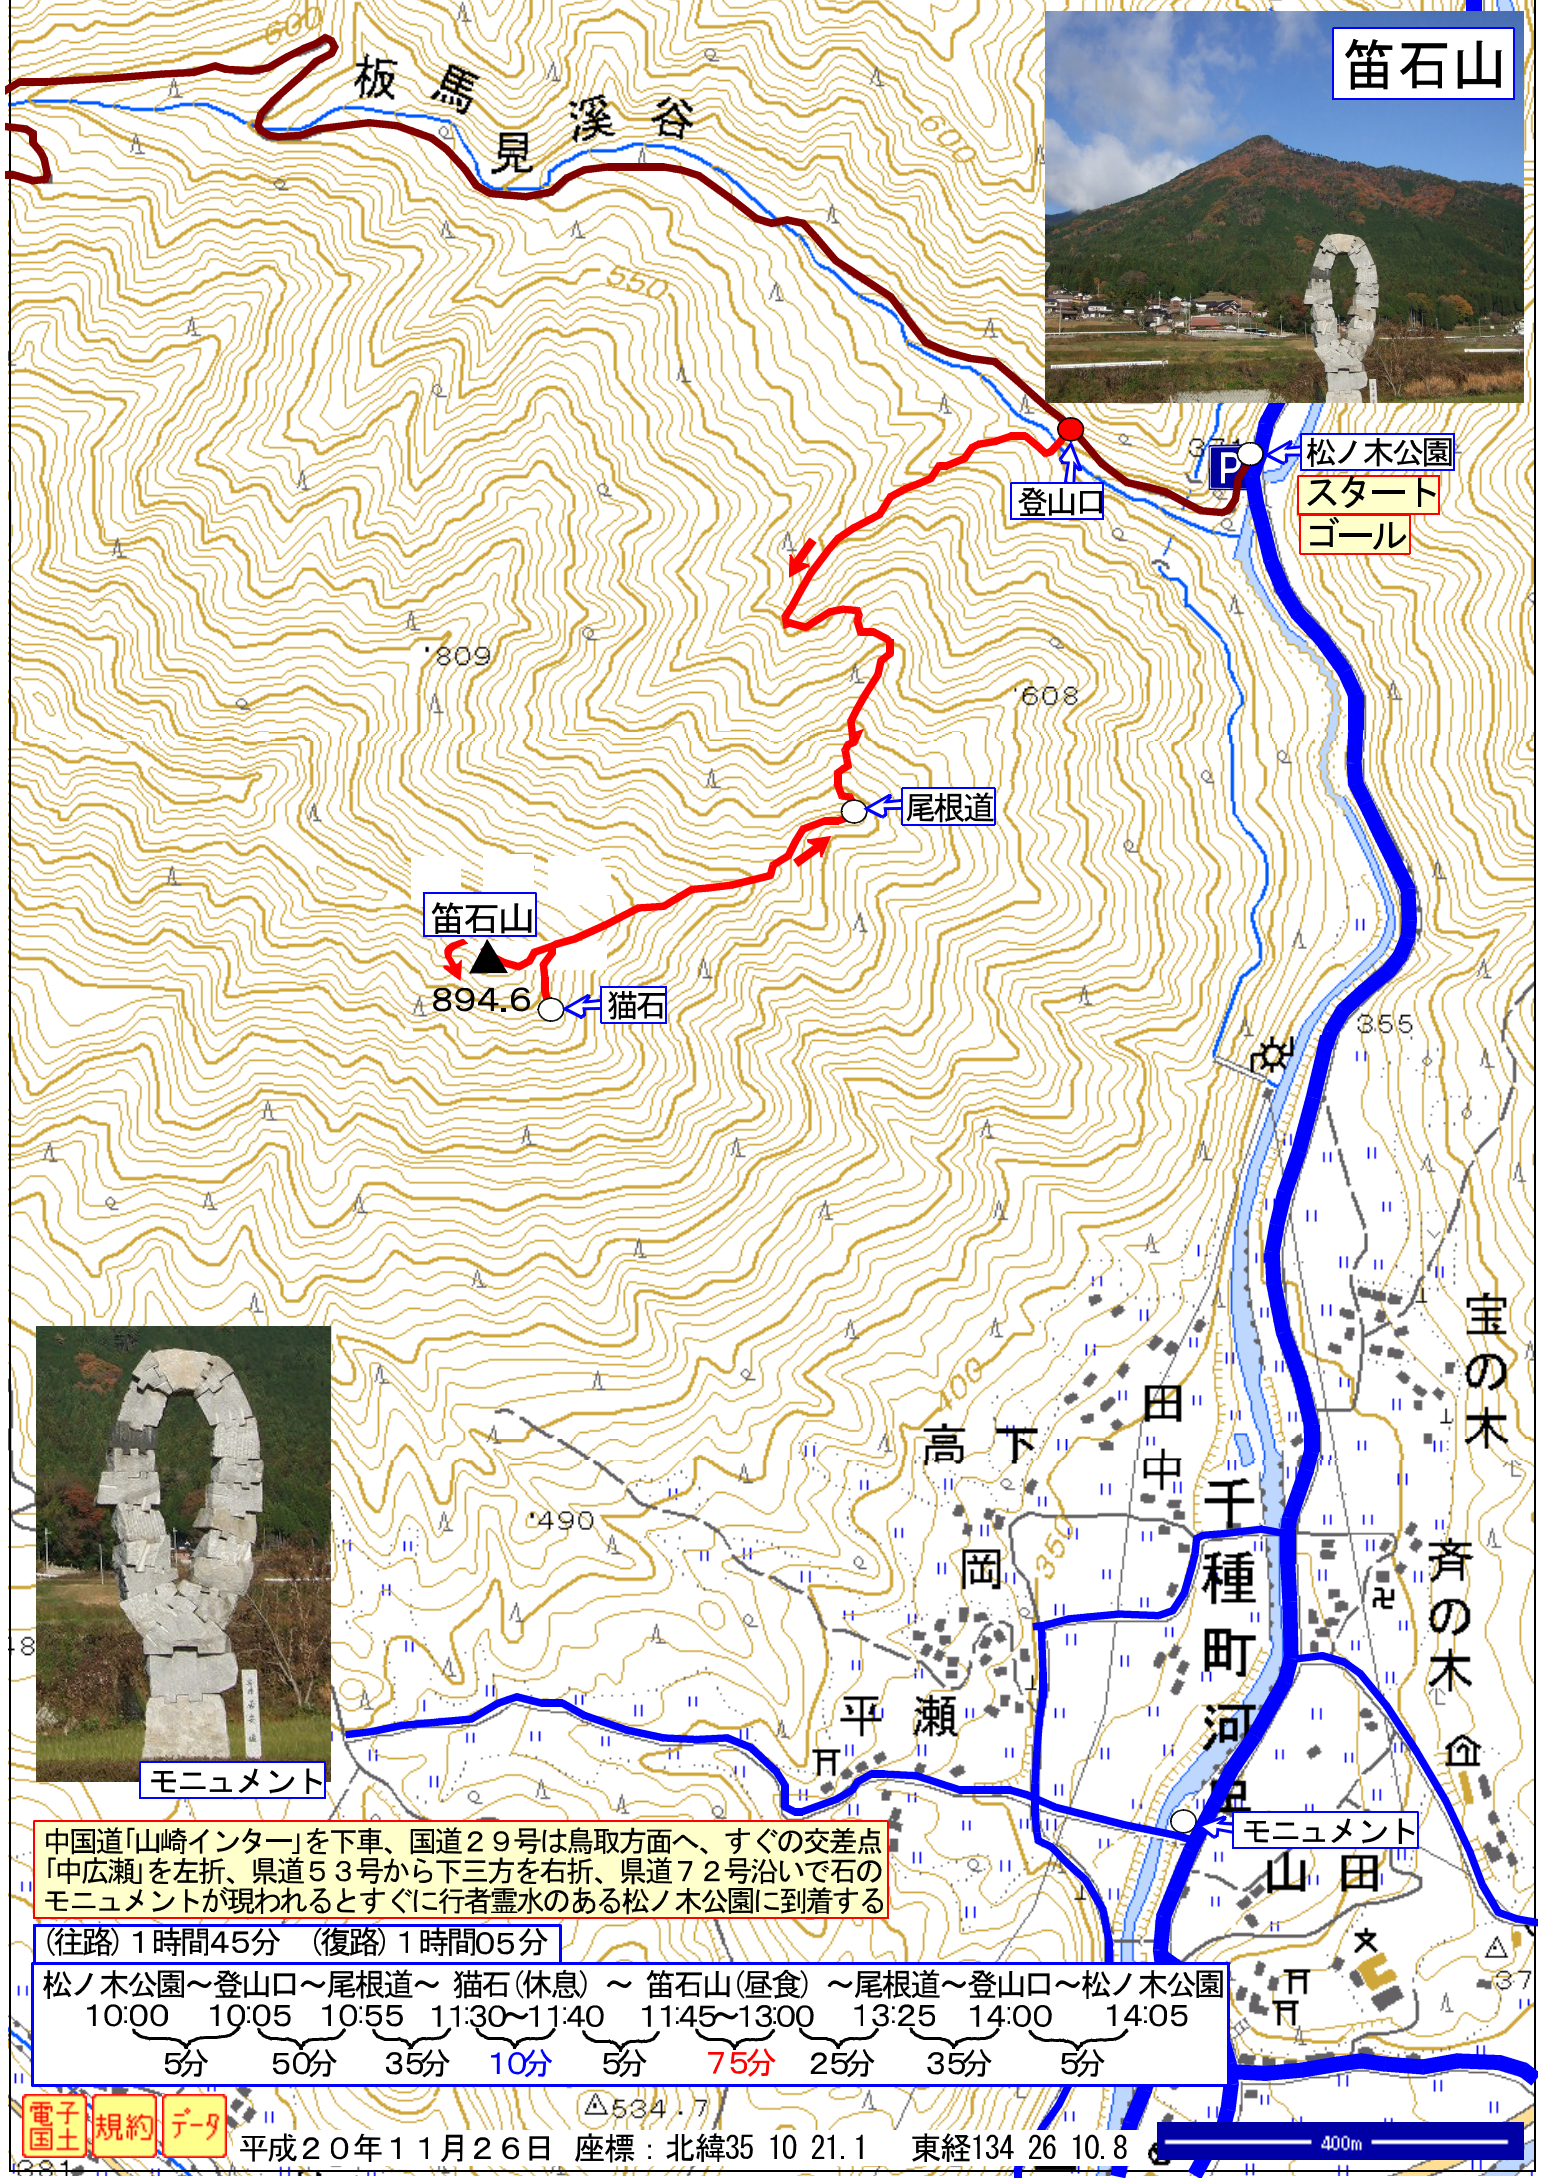 笛石山
600
板馬見溪谷
600
550
371
P
松ノ木公園
スタート
ゴール
登山口
809
608
尾根道
笛石山
894.6
猫石
355
宝の木
400
田中
高下
350
490
岡
千種町河呂
斉の木
平瀬
モニュメント
モニュメント
山田
中国道「山崎インター」を下車、国道29号は鳥取方面へ、すぐの交差点
「中広瀬」を左折、県道53号から下三方を右折、県道72号沿いで石の
モニュメントが現われるとすぐに行者霊水のある松ノ木公園に到着する
(往路)1時間45分 (復路)1時間05分
松ノ木公園~登山口~尾根道~ 猫石(休息) ~ 笛石山(昼食) ~尾根道~登山口~松ノ木公園
10:00 10:05 10:55 11:30~11:40 11:45~13:00 13:25 14:00 14:05
5分 50分 35分 10分 5分 75分 25分 35分 5分
電子国土 規約 データ
534.7
平成20年11月26日 座標:北緯35 10 21.1 東経134 26 10.8
400m
381